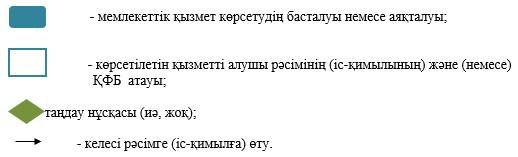 - мемлекеттік қызмет көрсетудің басталуы немесе аяқталуы;
- көрсетілетін қызметті алушы рәсімінің (іс-қимылының) және (немесе)
ҚФБ атауы;
таңдау нұсқасы (иә, жоқ);
- келесі рәсімге (іс-қимылға) өту.